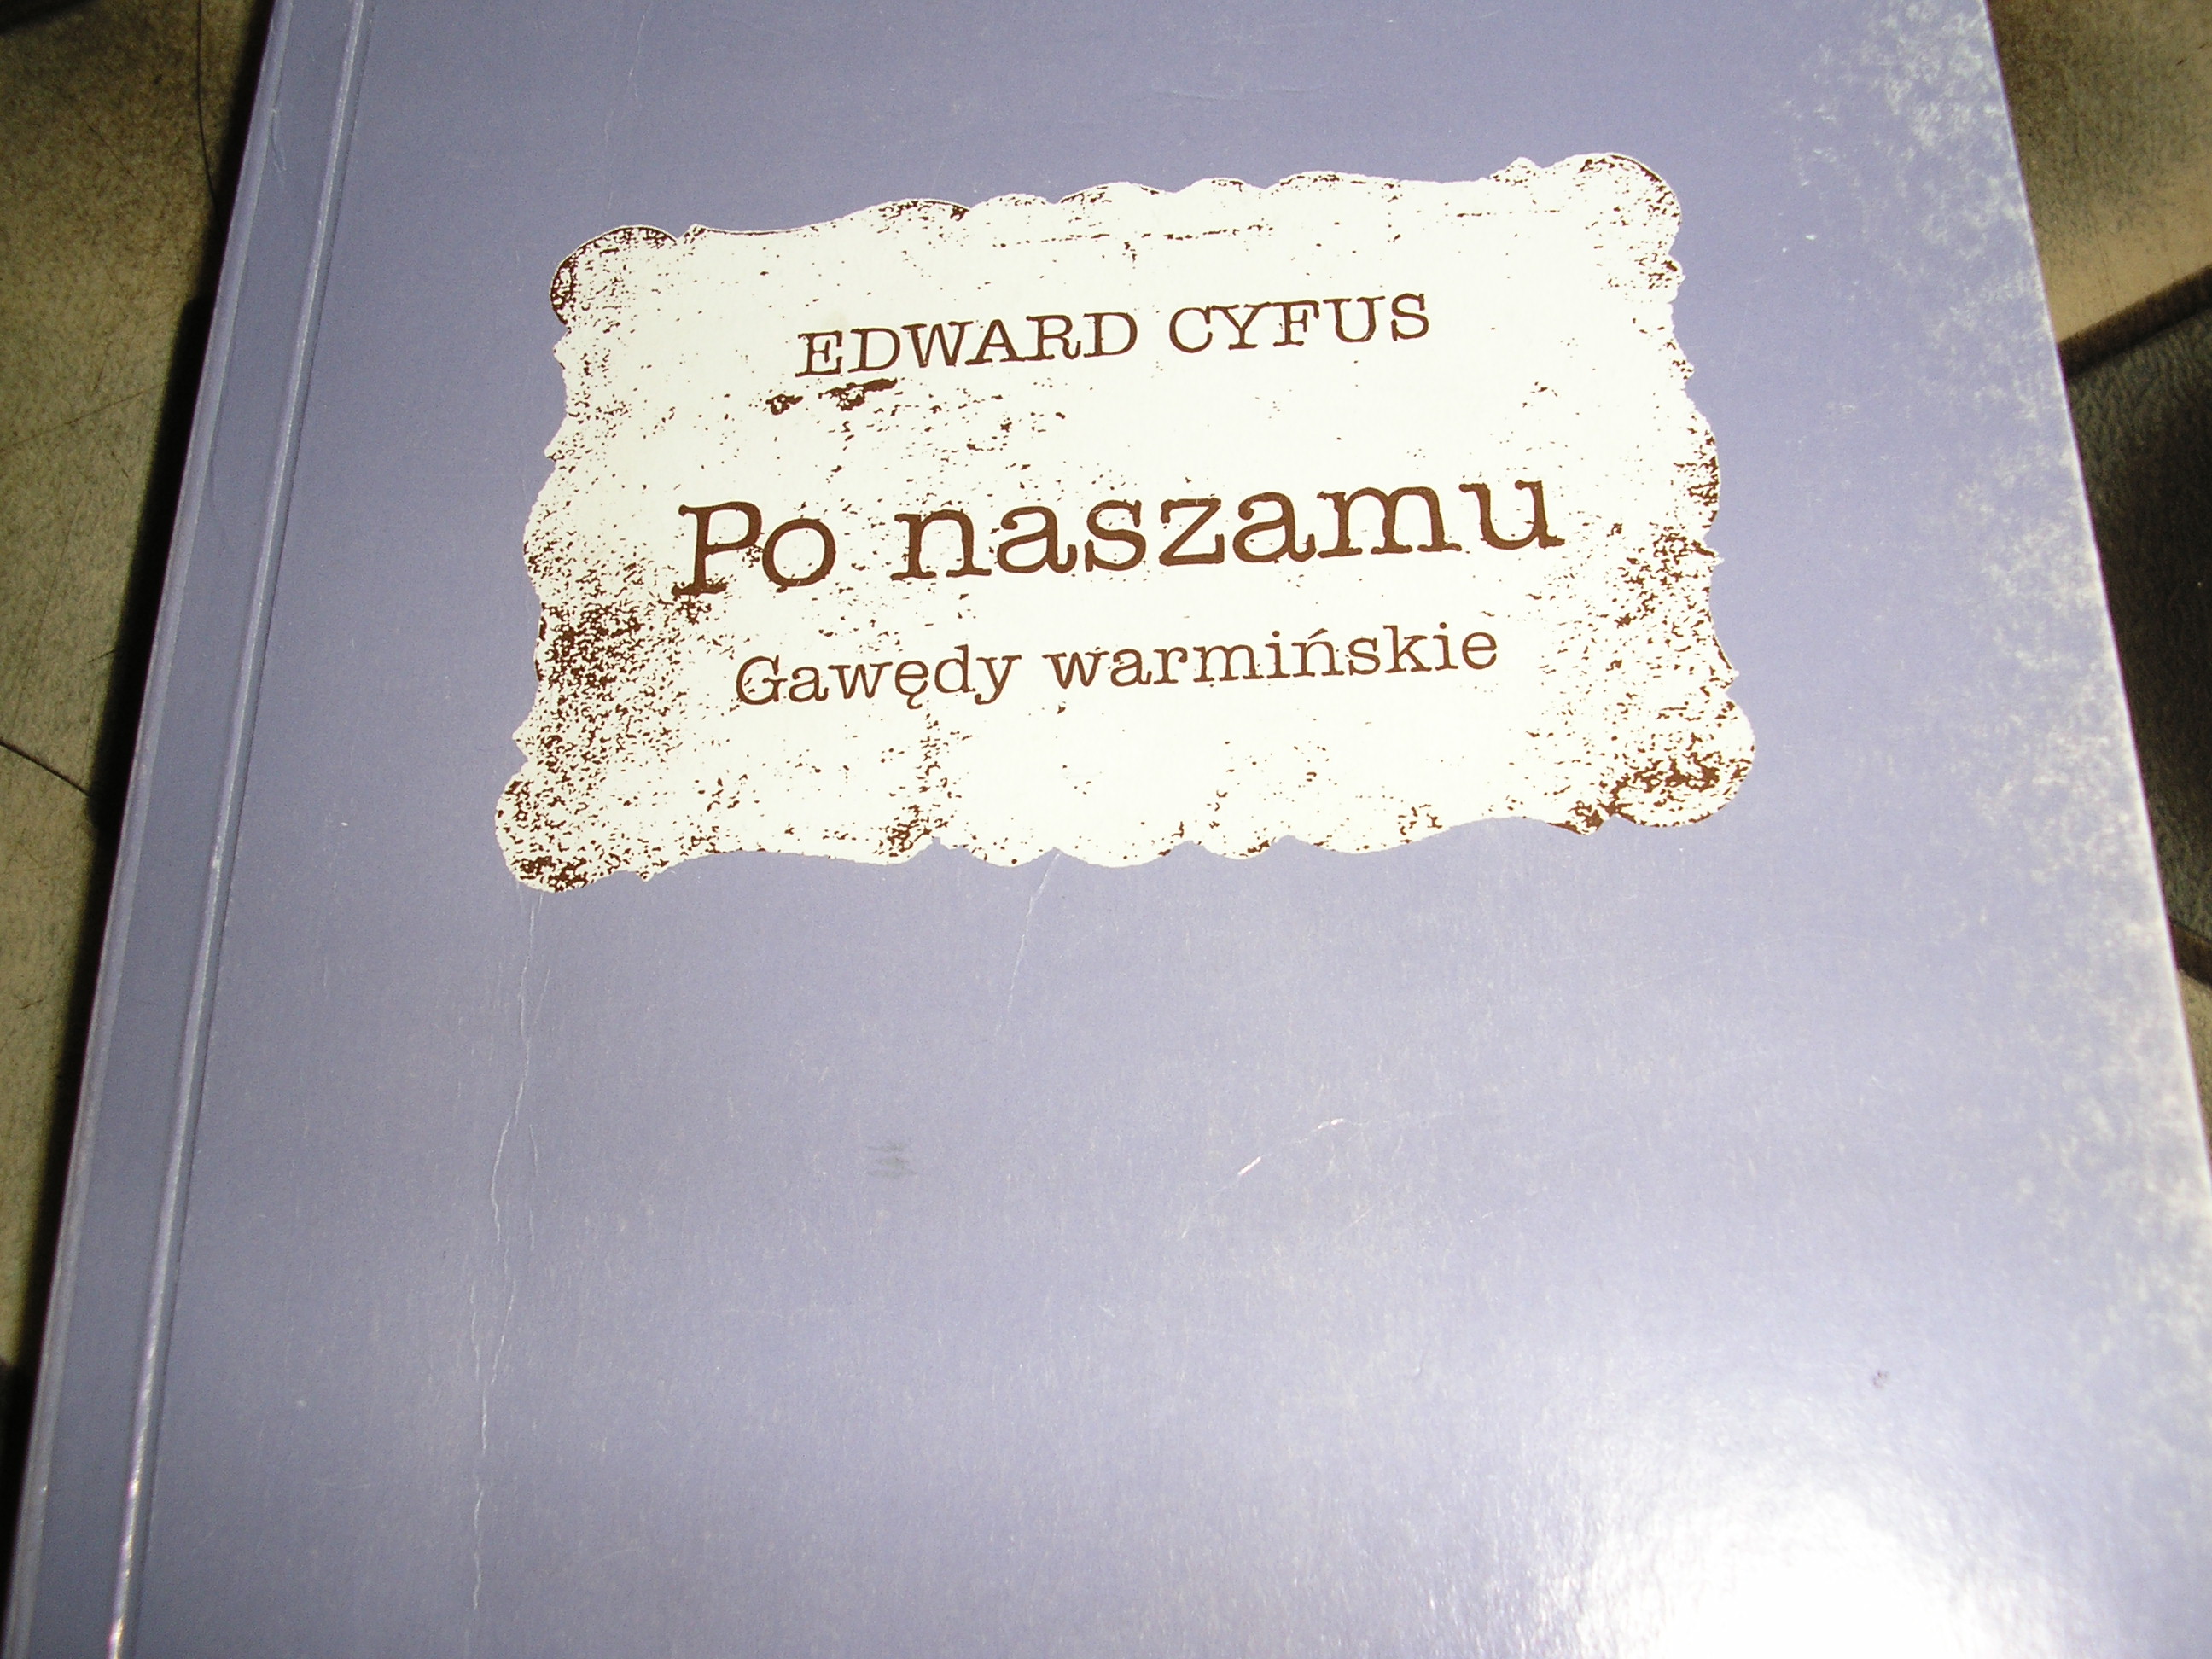 EDWARD CYFUS
Po naszamu
Gawędy warmińskie